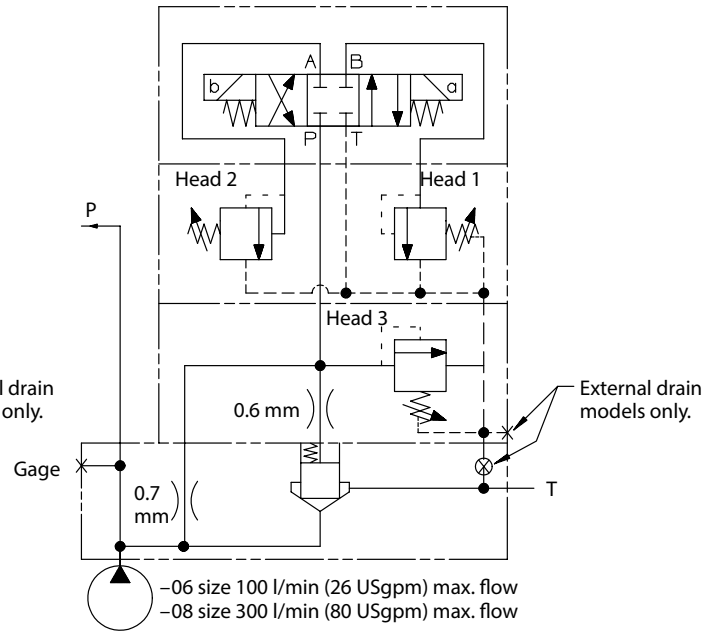 A B
b a
P T
Head 2 Head 1
P
Head 3
l drain
only.
0.6 mm
External drain
models only.
Gage
0.7
mm
T
–06 size 100 l/min (26 USgpm) max. flow
–08 size 300 l/min (80 USgpm) max. flow